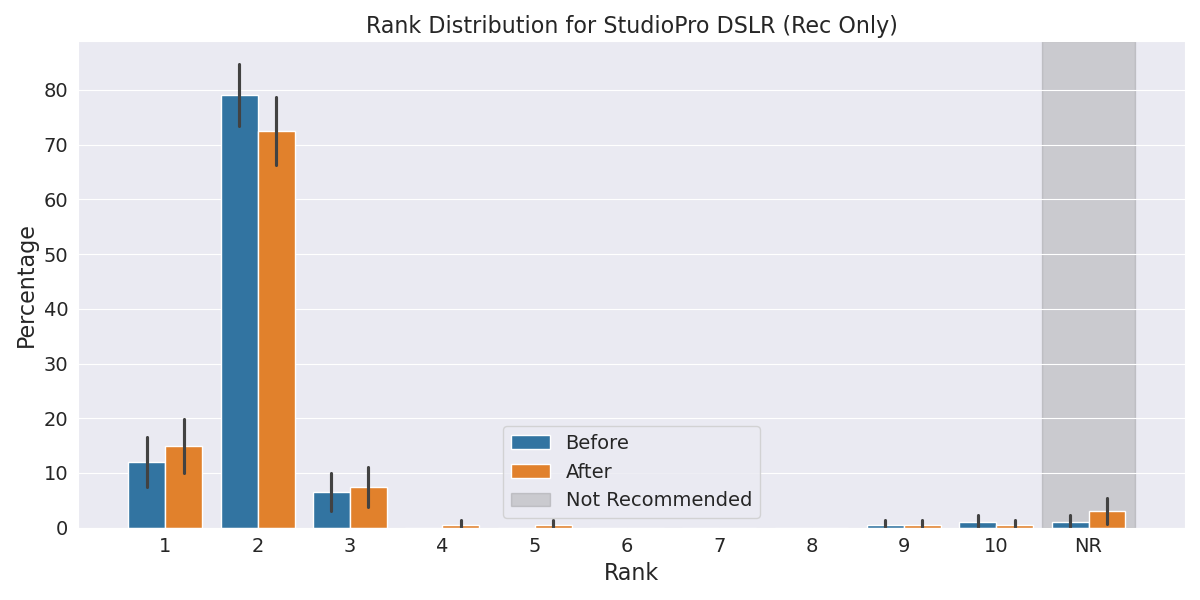 Rank Distribution for StudioPro DSLR (Rec Only)
Percentage
80
70
60
50
40
30
20
10
0
Before
After
Not Recommended
1 2 3 4 5 6 7 8 9 10 NR
Rank